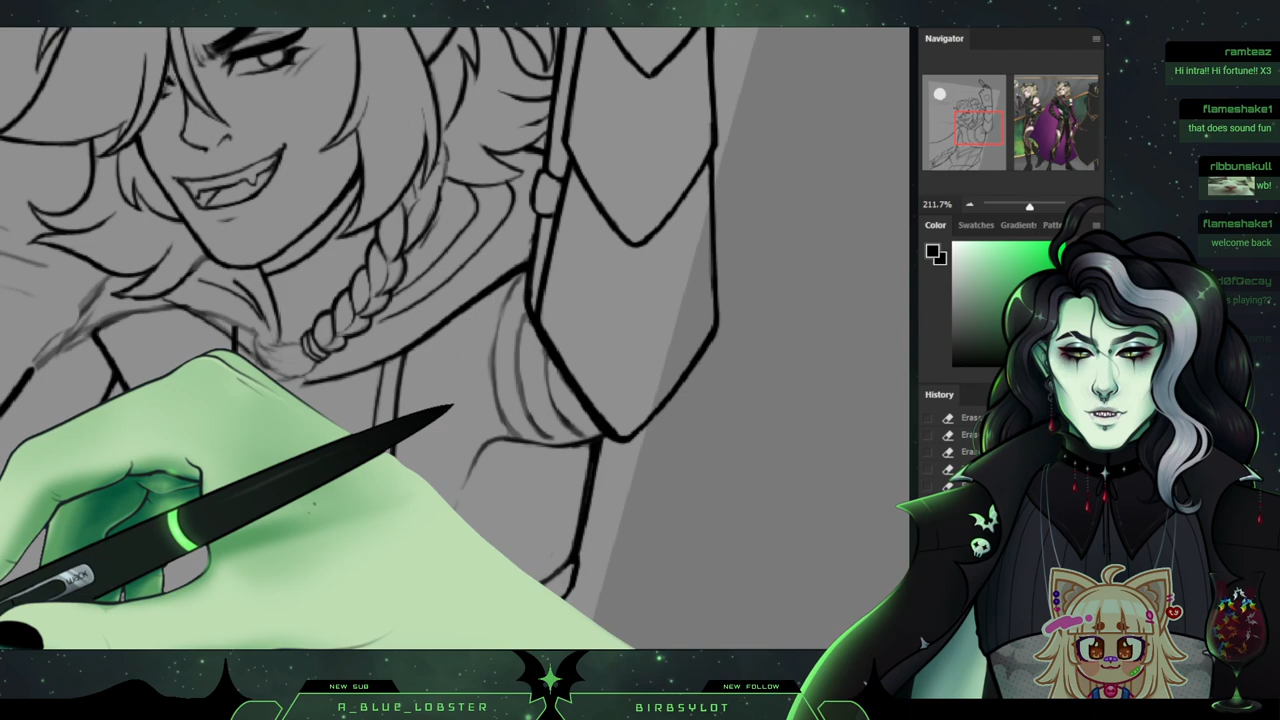 Navigator
211.7%
Color Swatches Gradients
History
ramteaz
Hi intra!! Hi fortune!! X3
flameshake1
that does sound fun
ribbunskull
wb!
flameshake1
welcome back
s playing??
NEW SUB
A_BLUE_LOBSTER
NEW FOLLOW
BIRBSYLOT